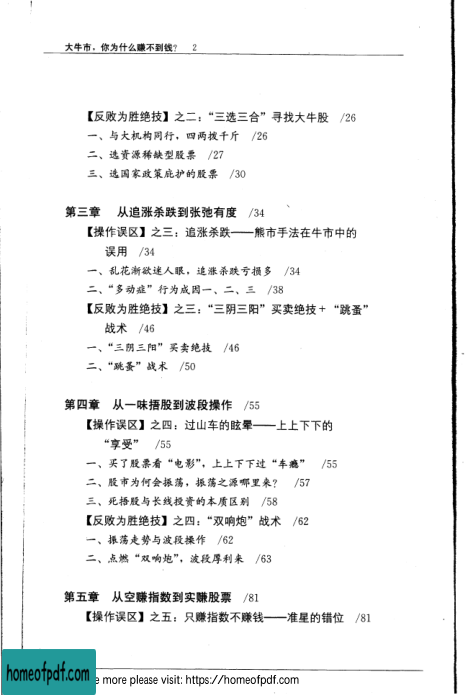 大牛市，你为什么赚不到钱？ 2
【反败为胜绝技】之二：“三选三合”寻找大牛股 /26
一、与大机构同行，四两拨千斤 /26
二、选资源稀缺型股票 /27
三、选国家政策庇护的股票 /30
第三章 从追涨杀跌到张弛有度 /34
【操作误区】之三：追涨杀跌——熊市手法在牛市中的
误用 /34
一、乱花渐欲迷人眼，追涨杀跌亏损多 /34
二、“多动症”行为成因一、二、三 /38
【反败为胜绝技】之三：“三阴三阳”买卖绝技+“跳蚤”
战术 /46
一、“三阴三阳”买卖绝技 /46
二、“跳蚤”战术 /50
第四章 从一味捂股到波段操作 /55
【操作误区】之四：过山车的眩晕——上上下下的
“享受” /55
一、买了股票看“电影”，上上下下过“车瘾” /55
二、股市为何会振荡，振荡之源哪里来？ /57
三、死捂股与长线投资的本质区别 /58
【反败为胜绝技】之四：“双响炮”战术 /62
一、振荡走势与波段操作 /62
二、点燃“双响炮”，波段厚利来 /63
第五章 从空赚指数到实赚股票 /81
【操作误区】之五：只赚指数不赚钱——准星的错位 /81
homeofpdf.com
e more please visit: https://homeofpdf.com